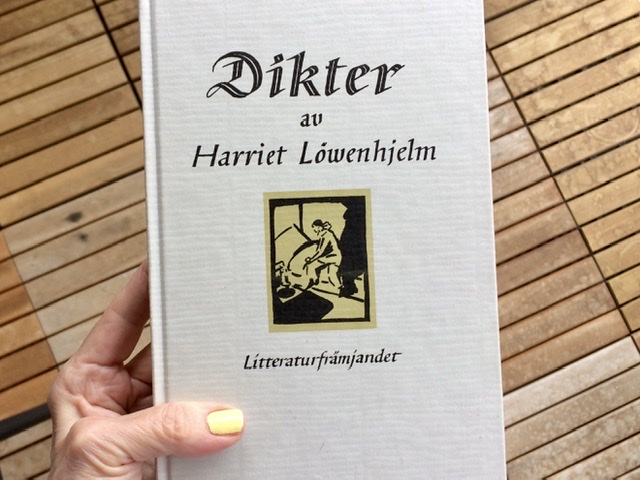 Dikter
av
Harriet Löwenhjelm
Litteraturfrämjandet